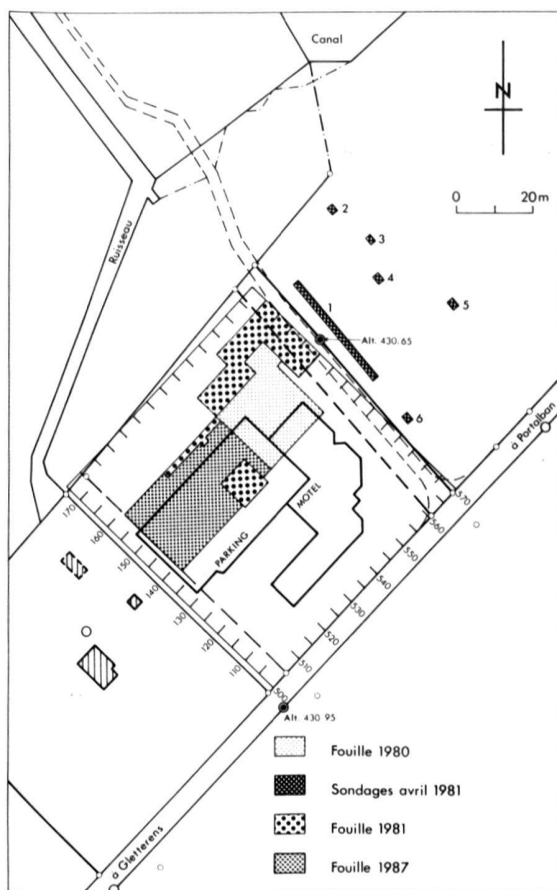 Canal
N
0 20m
Ruisseau
2
3
4
5
1
Alt. 430.65
6
à Portalban
570
560
550
540
530
520
510
500
170
160
150
140
130
120
110
MOTEL
PARKING
Alt. 430 95
à Gletterens
Fouille 1980
Sondages avril 1981
Fouille 1981
Fouille 1987